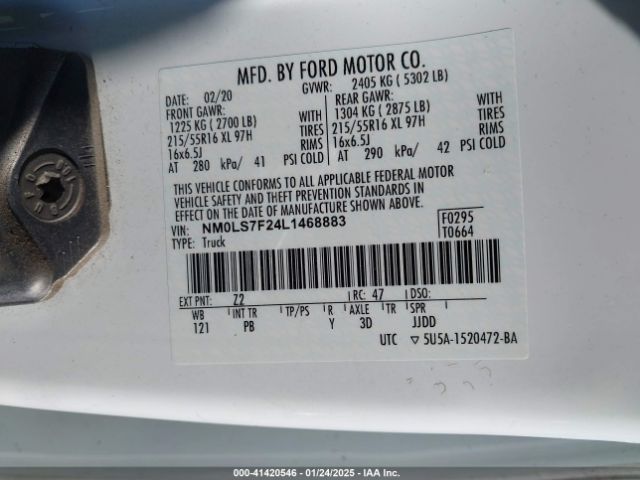 MFD. BY FORD MOTOR CO.
DATE: 02/20 GVWR: 2405 KG ( 5302 LB)
FRONT GAWR: REAR GAWR:
1225 KG ( 2700 LB) WITH 1304 KG ( 2875 LB) WITH
215/55R16 XL 97H TIRES 215/55R16 XL 97H TIRES
16x6.5J RIMS 16x6.5J RIMS
AT 280 kPa/ 41 PSI COLD AT 290 kPa/ 42 PSI COLD
THIS VEHICLE CONFORMS TO ALL APPLICABLE FEDERAL MOTOR
VEHICLE SAFETY AND THEFT PREVENTION STANDARDS IN
EFFECT ON THE DATE OF MANUFACTURE SHOWN ABOVE.
VIN: NM0LS7F24L1468883 F0295
TYPE: Truck T0664
EXT PNT: Z2 RC: 47 DSO:
WB INT TR TP/PS R AXLE TR SPR
121 PB Y 3D JJDD
UTC ▽ 5U5A-1520472-BA
000-41420546 - 01/24/2025 - IAA Inc.